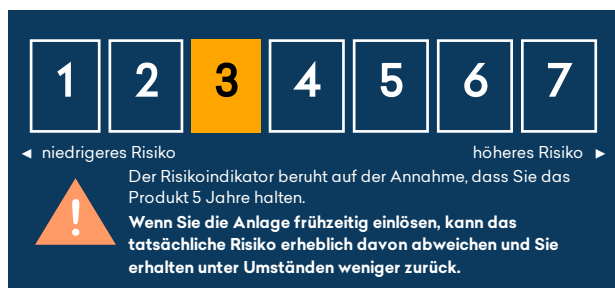 1 2 3 4 5 6 7
◄ niedrigeres Risiko höheres Risiko ►
Der Risikoindikator beruht auf der Annahme, dass Sie das
Produkt 5 Jahre halten.
Wenn Sie die Anlage frühzeitig einlösen, kann das
tatsächliche Risiko erheblich davon abweichen und Sie
erhalten unter Umständen weniger zurück.
!